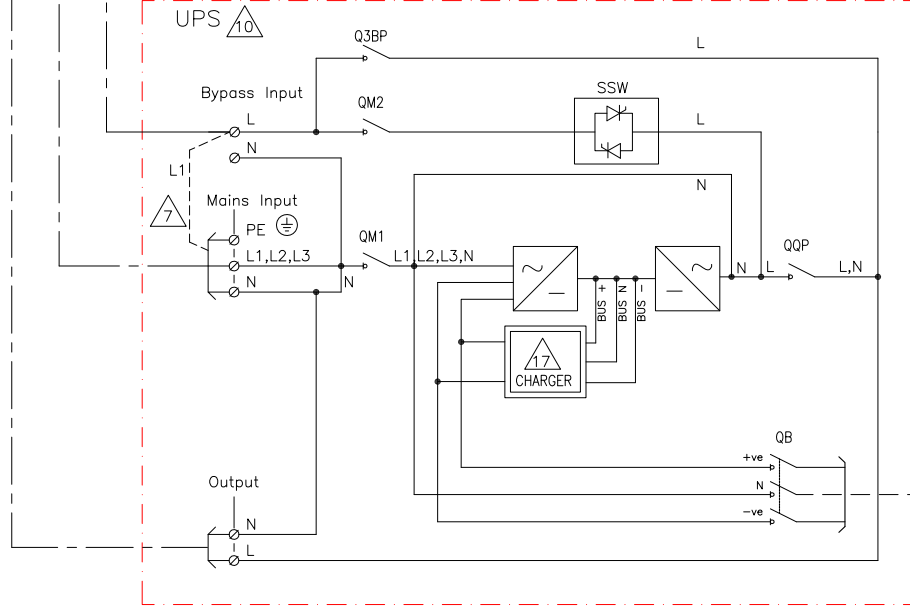 UPS 10
Q3BP
L
Bypass Input
QM2
SSW
L
L
N
L1
N
Mains Input
7
PE
QM1
L1,L2,L3
L1,L2,L3,N
QQP
N
L
L,N
N
N
BUS +
BUS N
BUS -
17
CHARGER
QB
+ve
N
-ve
Output
N
L